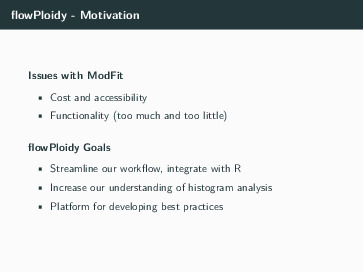 flowPloidy - Motivation
Issues with ModFit
▪ Cost and accessibility
▪ Functionality (too much and too little)
flowPloidy Goals
▪ Streamline our workflow, integrate with R
▪ Increase our understanding of histogram analysis
▪ Platform for developing best practices